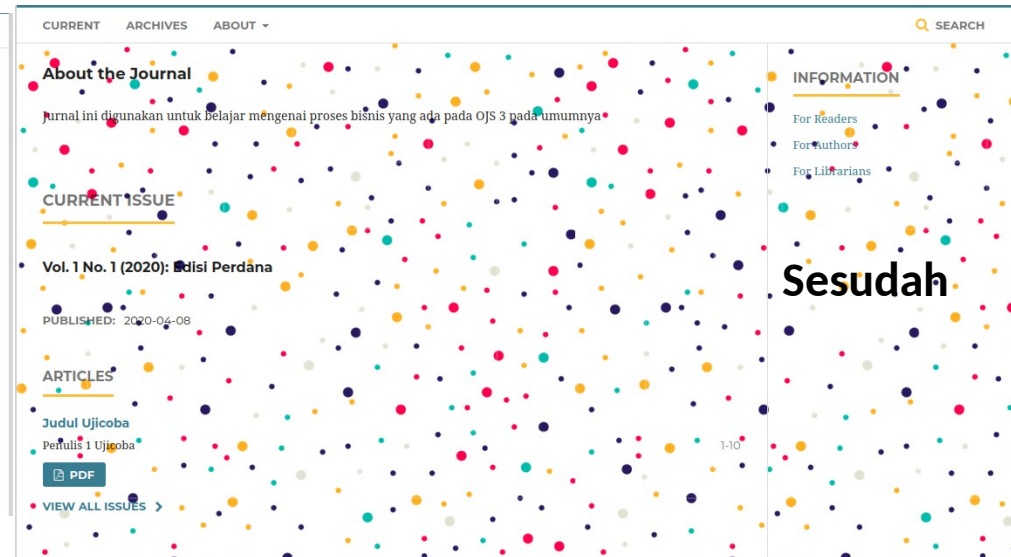 CURRENT ARCHIVES ABOUT SEARCH
About the Journal
Jurnal ini digunakan untuk belajar mengenai proses bisnis yang ada pada OJS 3 pada umumnya
CURRENT ISSUE
Vol. 1 No. 1 (2020): Edisi Perdana
PUBLISHED: 2020-04-08
ARTICLES
Judul Ujicoba
Penulis 1 Ujicoba 1-10
PDF
VIEW ALL ISSUES
INFORMATION
For Readers
For Authors
For Librarians
Sesudah